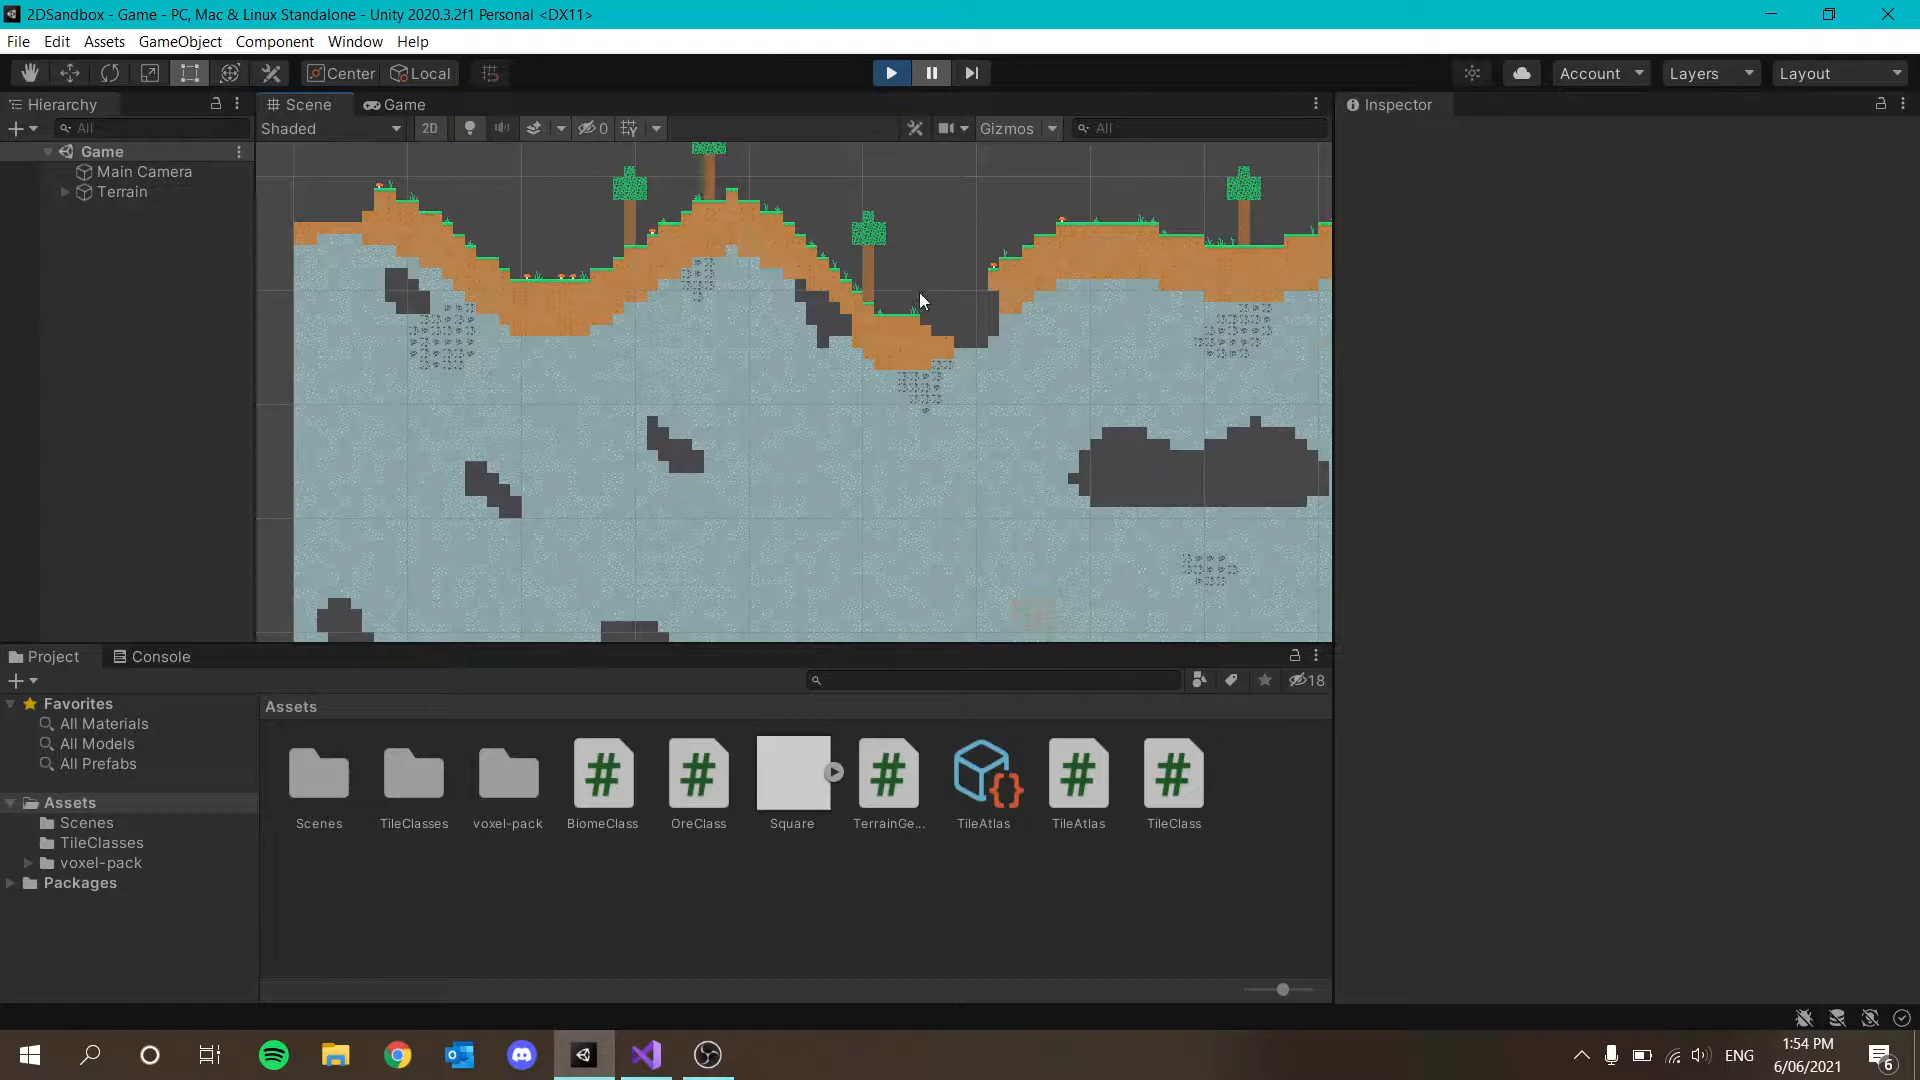 2DSandbox - Game - PC, Mac & Linux Standalone - Unity 2020.3.2f1 Personal <DX11>
File Edit Assets GameObject Component Window Help
Center Local Account Layers Layout
Hierarchy Scene Game Inspector
All Shaded 2D 0 Gizmos All
Game
Main Camera
Terrain
Project Console
18
Favorites Assets
All Materials
All Models
All Prefabs
Assets
Scenes
TileClasses
voxel-pack
Packages
Scenes TileClasses voxel-pack BiomeClass OreClass Square TerrainGe... TileAtlas TileAtlas TileClass
ENG
1:54 PM
6/06/2021
6